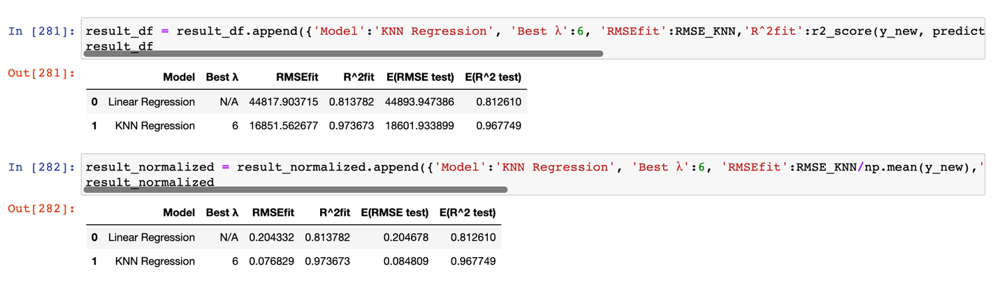 In [281]: result_df = result_df.append({'Model':'KNN Regression', 'Best λ':6, 'RMSEfit':RMSE_KNN,'R^2fit':r2_score(y_new, predict
result_df
Out[281]:
Model Best λ RMSEfit R^2fit E(RMSE test) E(R^2 test)
0 Linear Regression N/A 44817.903715 0.813782 44893.947386 0.812610
1 KNN Regression 6 16851.562677 0.973673 18601.933899 0.967749
In [282]: result_normalized = result_normalized.append({'Model':'KNN Regression', 'Best λ':6, 'RMSEfit':RMSE_KNN/np.mean(y_new),'
result_normalized
Out[282]:
Model Best λ RMSEfit R^2fit E(RMSE test) E(R^2 test)
0 Linear Regression N/A 0.204332 0.813782 0.204678 0.812610
1 KNN Regression 6 0.076829 0.973673 0.084809 0.967749